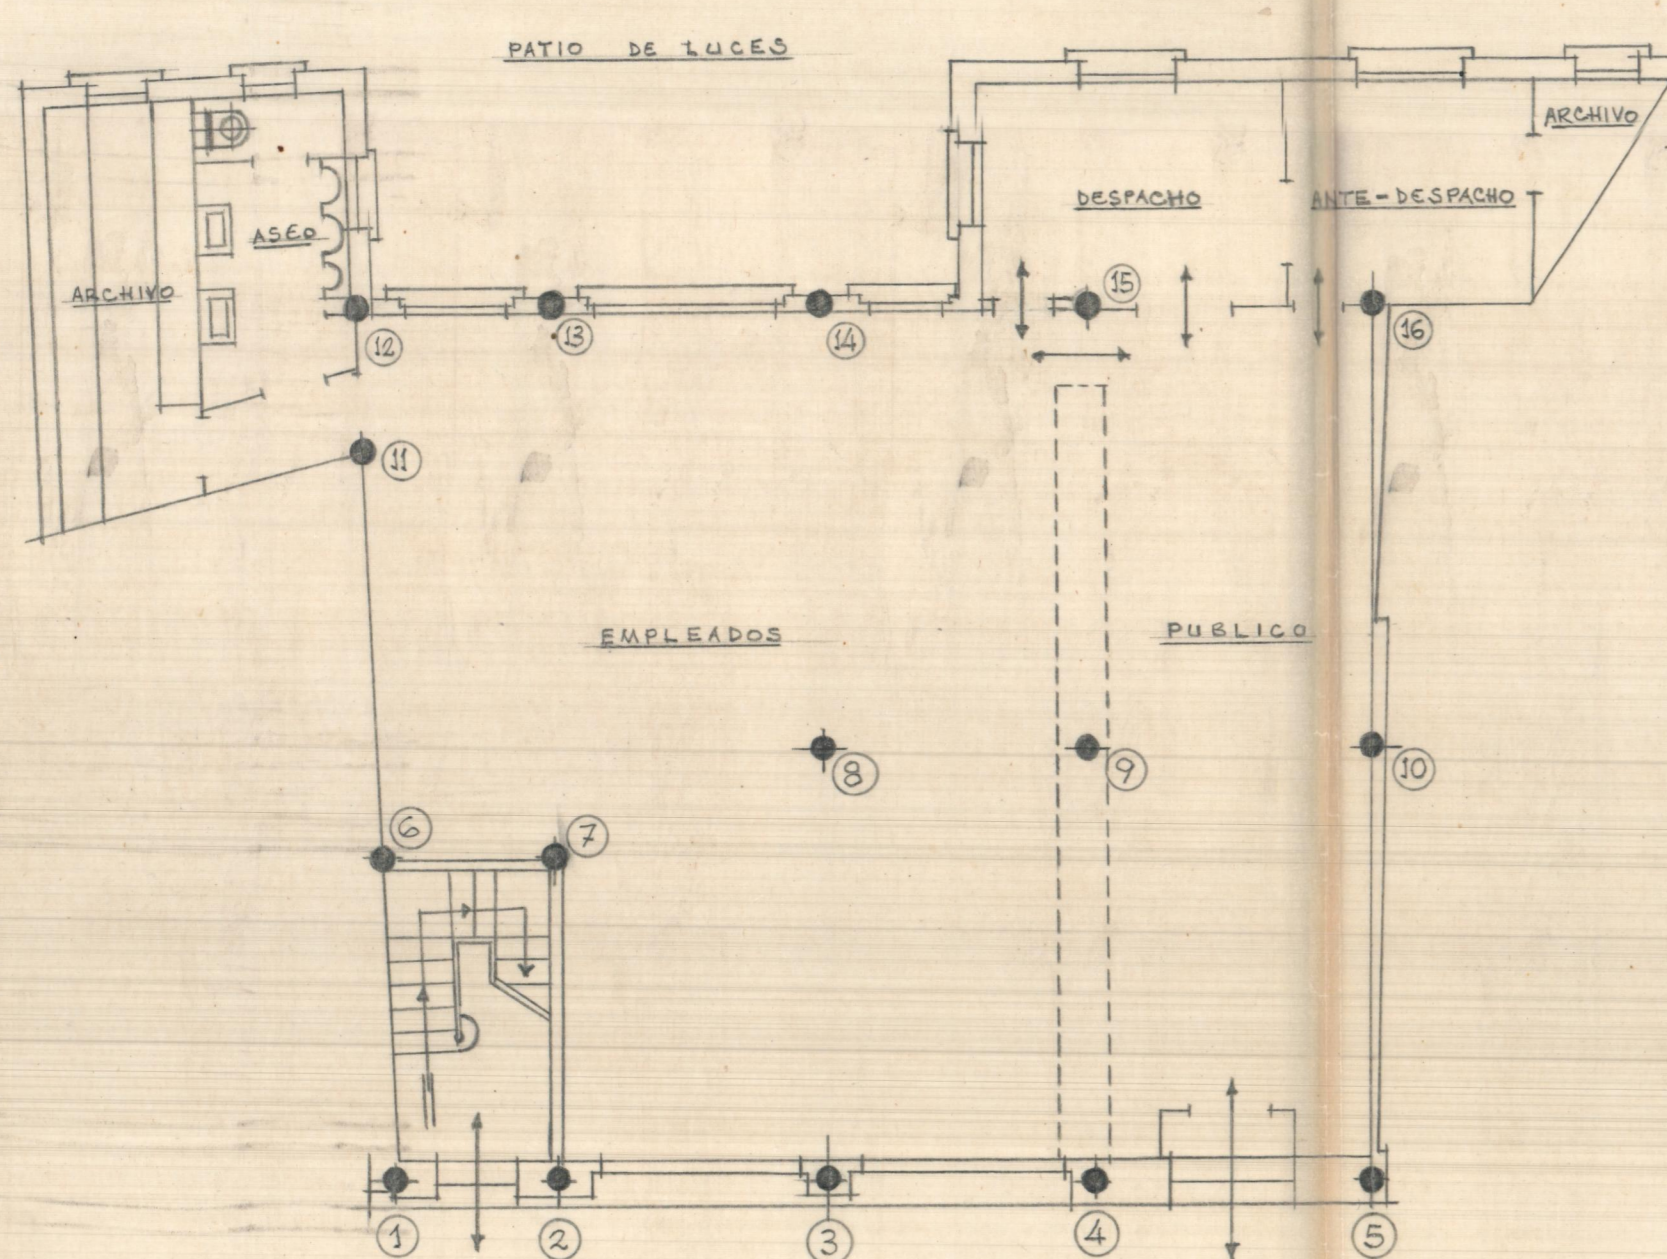 PATIO DE LUCES
ARCHIVO
DESPACHO
ANTE-DESPACHO
ASEO
ARCHIVO
15
12
13
14
16
11
EMPLEADOS
PUBLICO
8
9
10
6
7
1
2
3
4
5